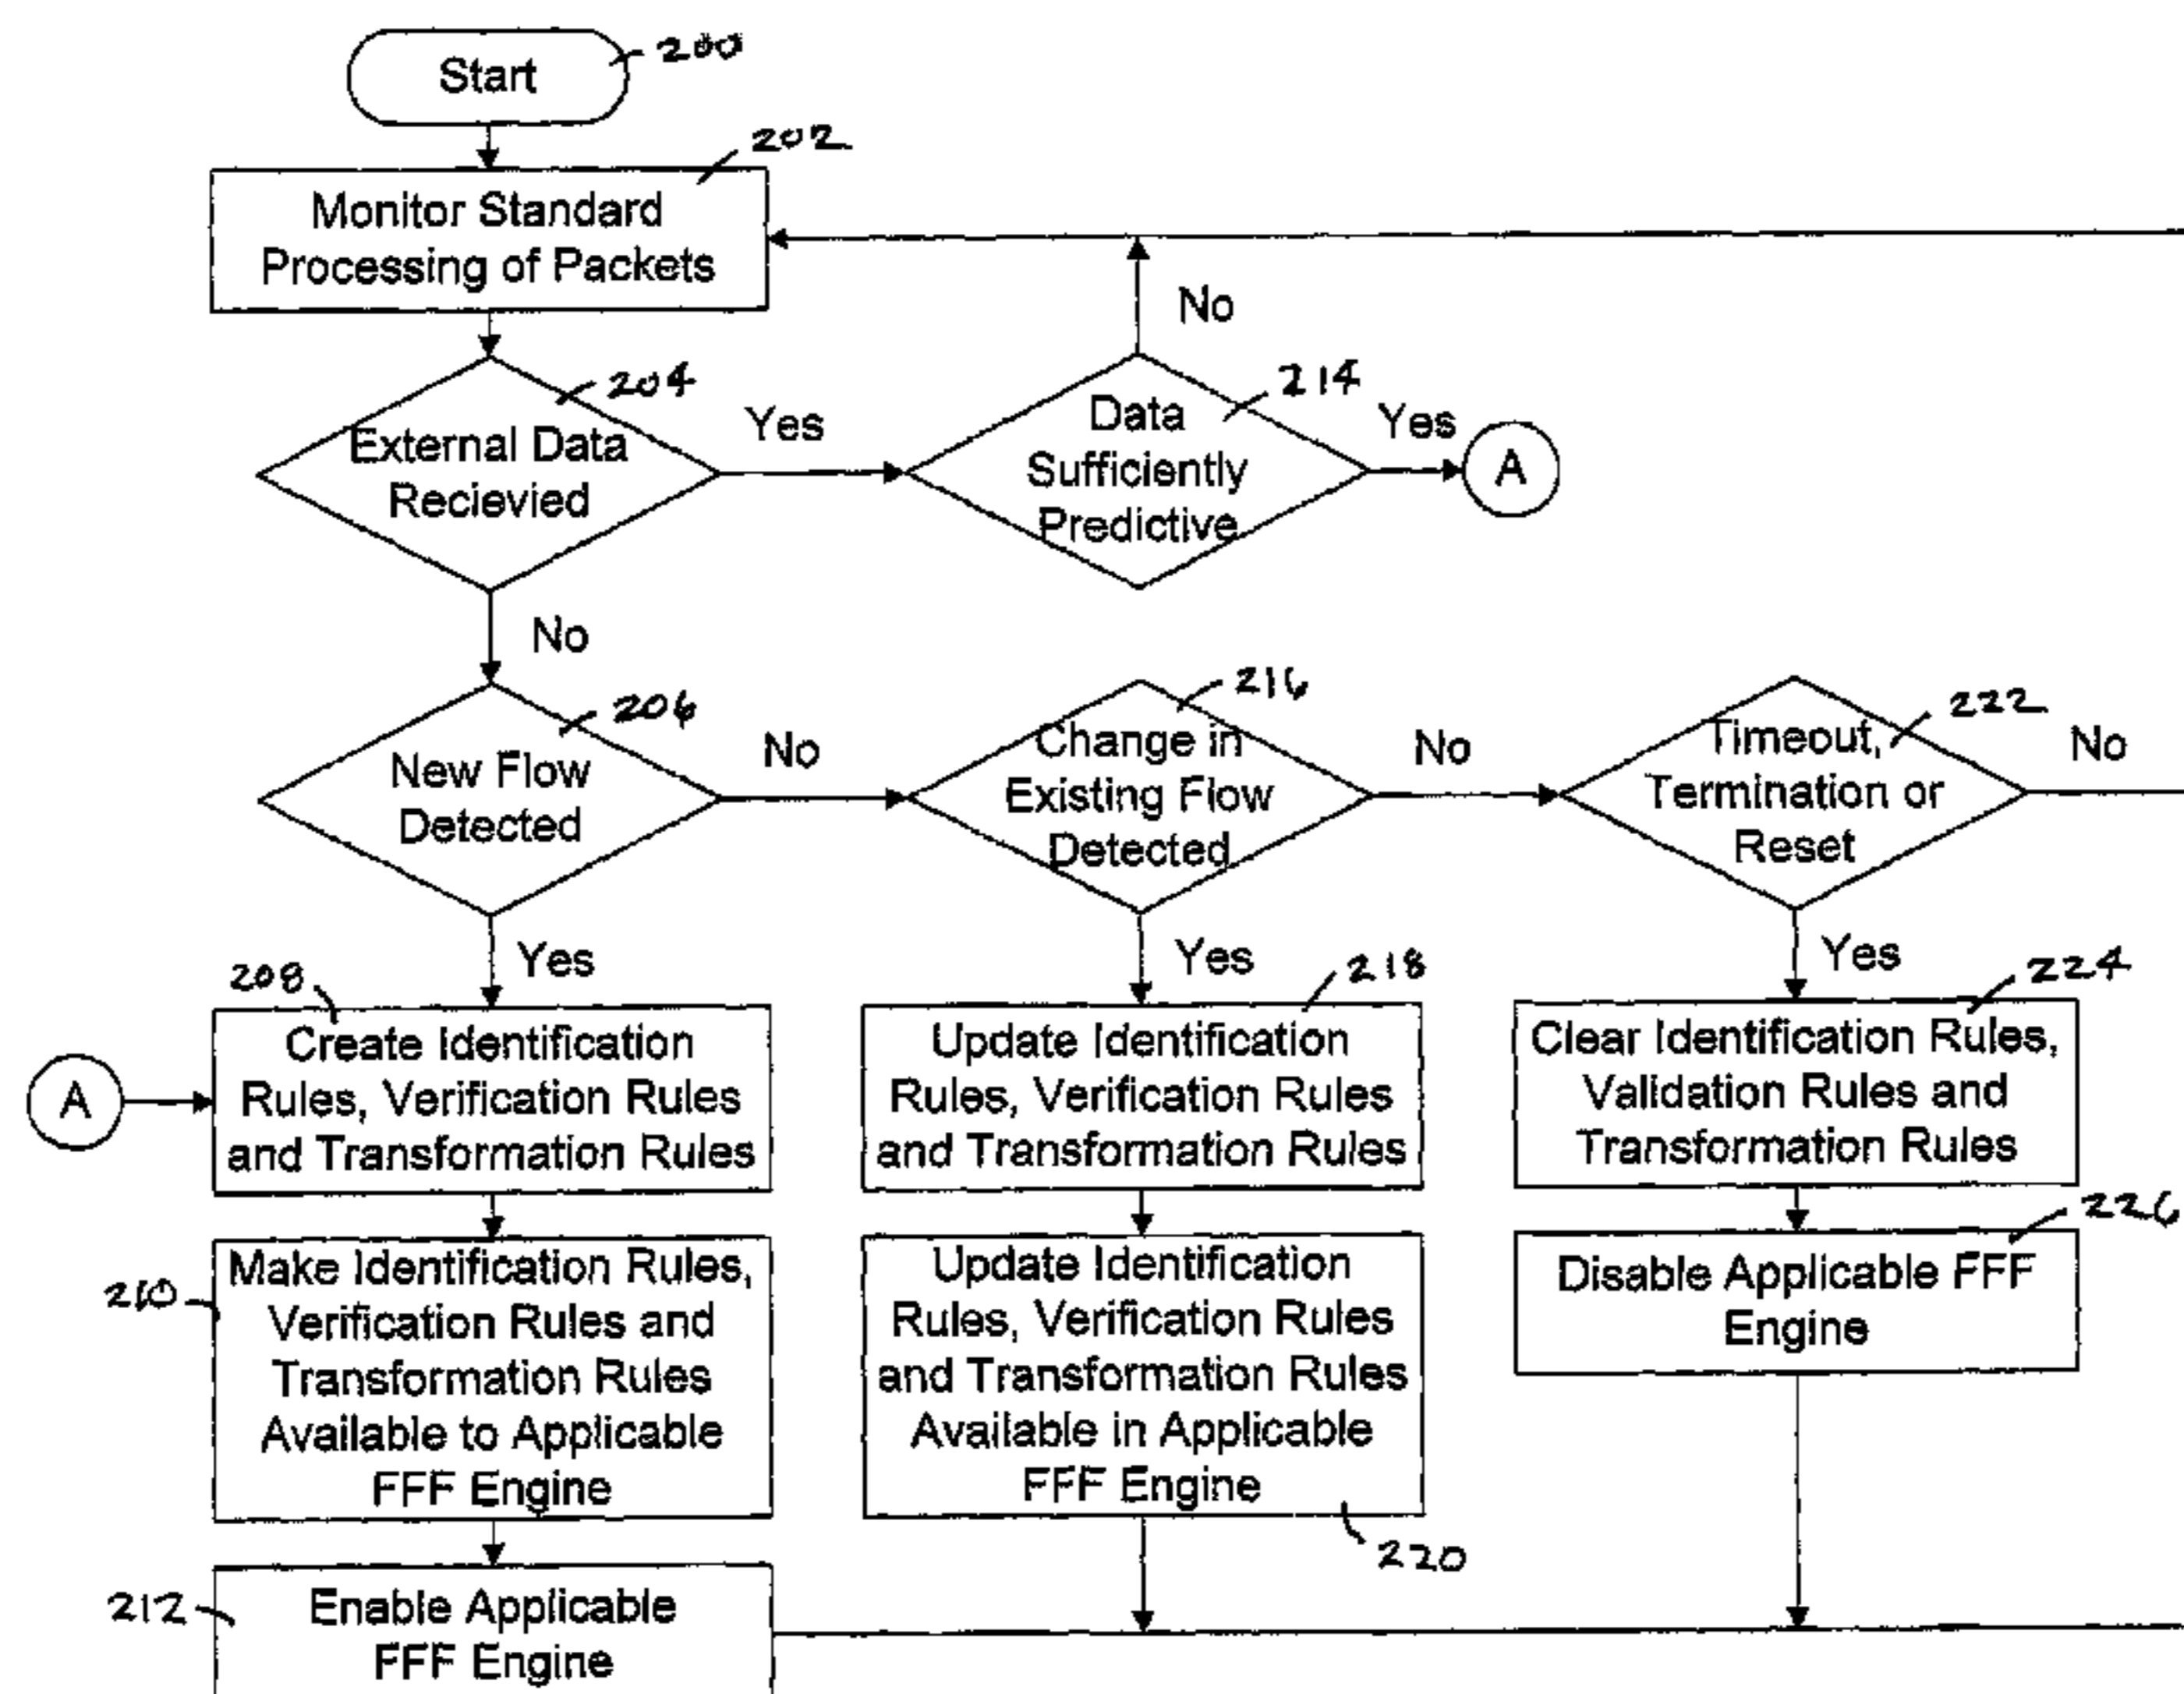 Start
200
Monitor Standard
Processing of Packets
202
No
External Data
Recievied
204
Yes
Data
Sufficiently
Predictive
214
Yes
A
No
New Flow
Detected
206
No
Change in
Existing Flow
Detected
216
No
Timeout,
Termination or
Reset
222
No
Yes
Yes
Yes
A
208
Create Identification
Rules, Verification Rules
and Transformation Rules
218
Update Identification
Rules, Verification Rules
and Transformation Rules
224
Clear Identification Rules,
Validation Rules and
Transformation Rules
210
Make Identification Rules,
Verification Rules and
Transformation Rules
Available to Applicable
FFF Engine
Update Identification
Rules, Verification Rules
and Transformation Rules
Available in Applicable
FFF Engine
220
226
Disable Applicable FFF
Engine
212
Enable Applicable
FFF Engine